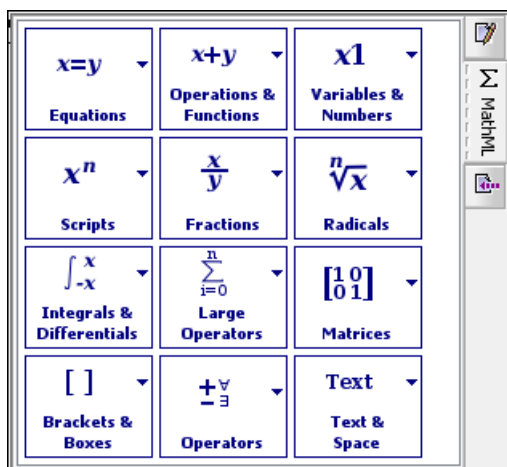 x=y
Equations
x+y
Operations &
Functions
x1
Variables &
Numbers
xⁿ
Scripts
x
y
Fractions
n√x
Radicals
∫ x
-x
Integrals &
Differentials
n
∑
i=0
Large
Operators
[1 0
0 1]
Matrices
[ ]
Brackets &
Boxes
± ∀
∃
Operators
Text
Text &
Space
∑ MathML